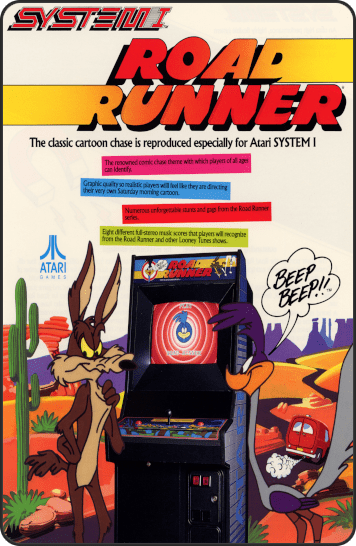 SYSTEM I
ROAD
RUNNER
The classic cartoon chase is reproduced especially for Atari SYSTEM I
The renowned comic chase theme with which players of all ages
can identify.
Graphic quality so realistic players will feel like they are directing
their very own Saturday morning cartoon.
Numerous unforgettable stunts and gags from the Road Runner
series.
Eight different full-stereo music scores that players will recognize
from the Road Runner and other Looney Tunes shows.
ATARI
GAMES
ROAD
RUNNER
BEEP
BEEP!!